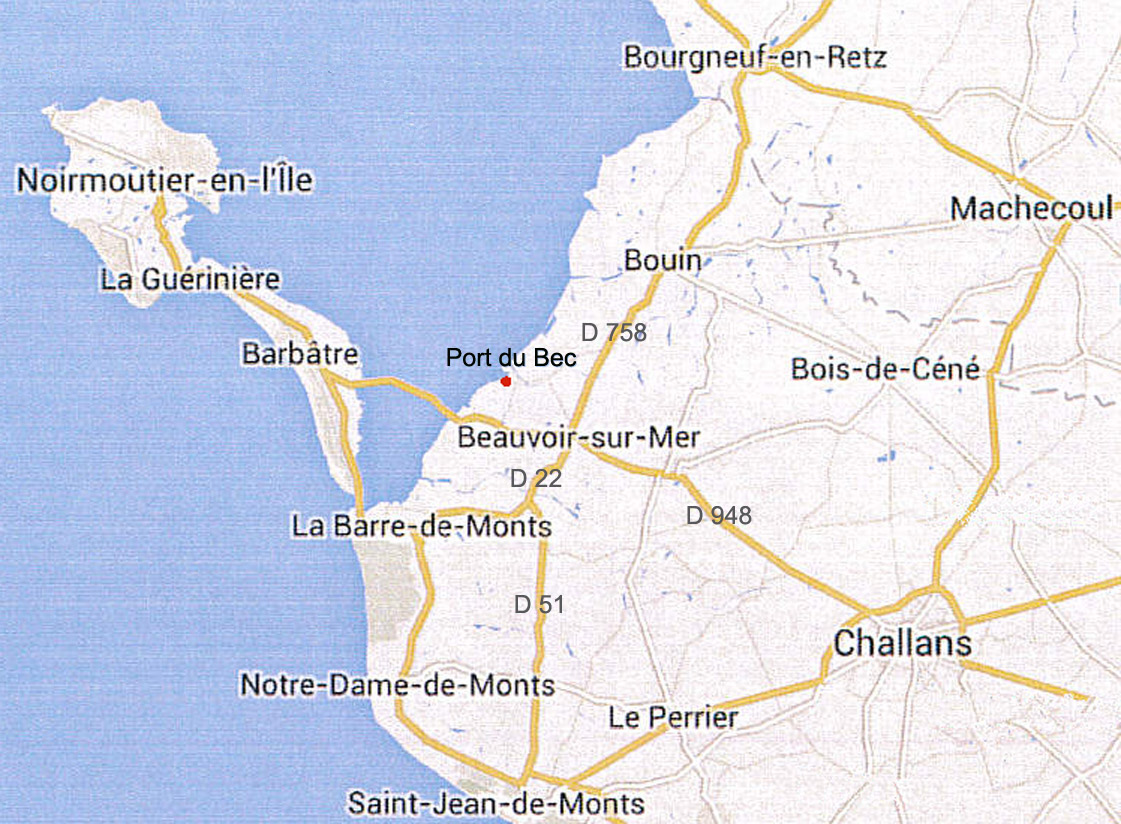 Bourgneuf-en-Retz
Noirmoutier-en-l'Île
Machecoul
La Guérinière
Bouin
D 758
Barbâtre
Port du Bec
Bois-de-Céné
Beauvoir-sur-Mer
D 22
D 948
La Barre-de-Monts
D 51
Challans
Notre-Dame-de-Monts
Le Perrier
Saint-Jean-de-Monts